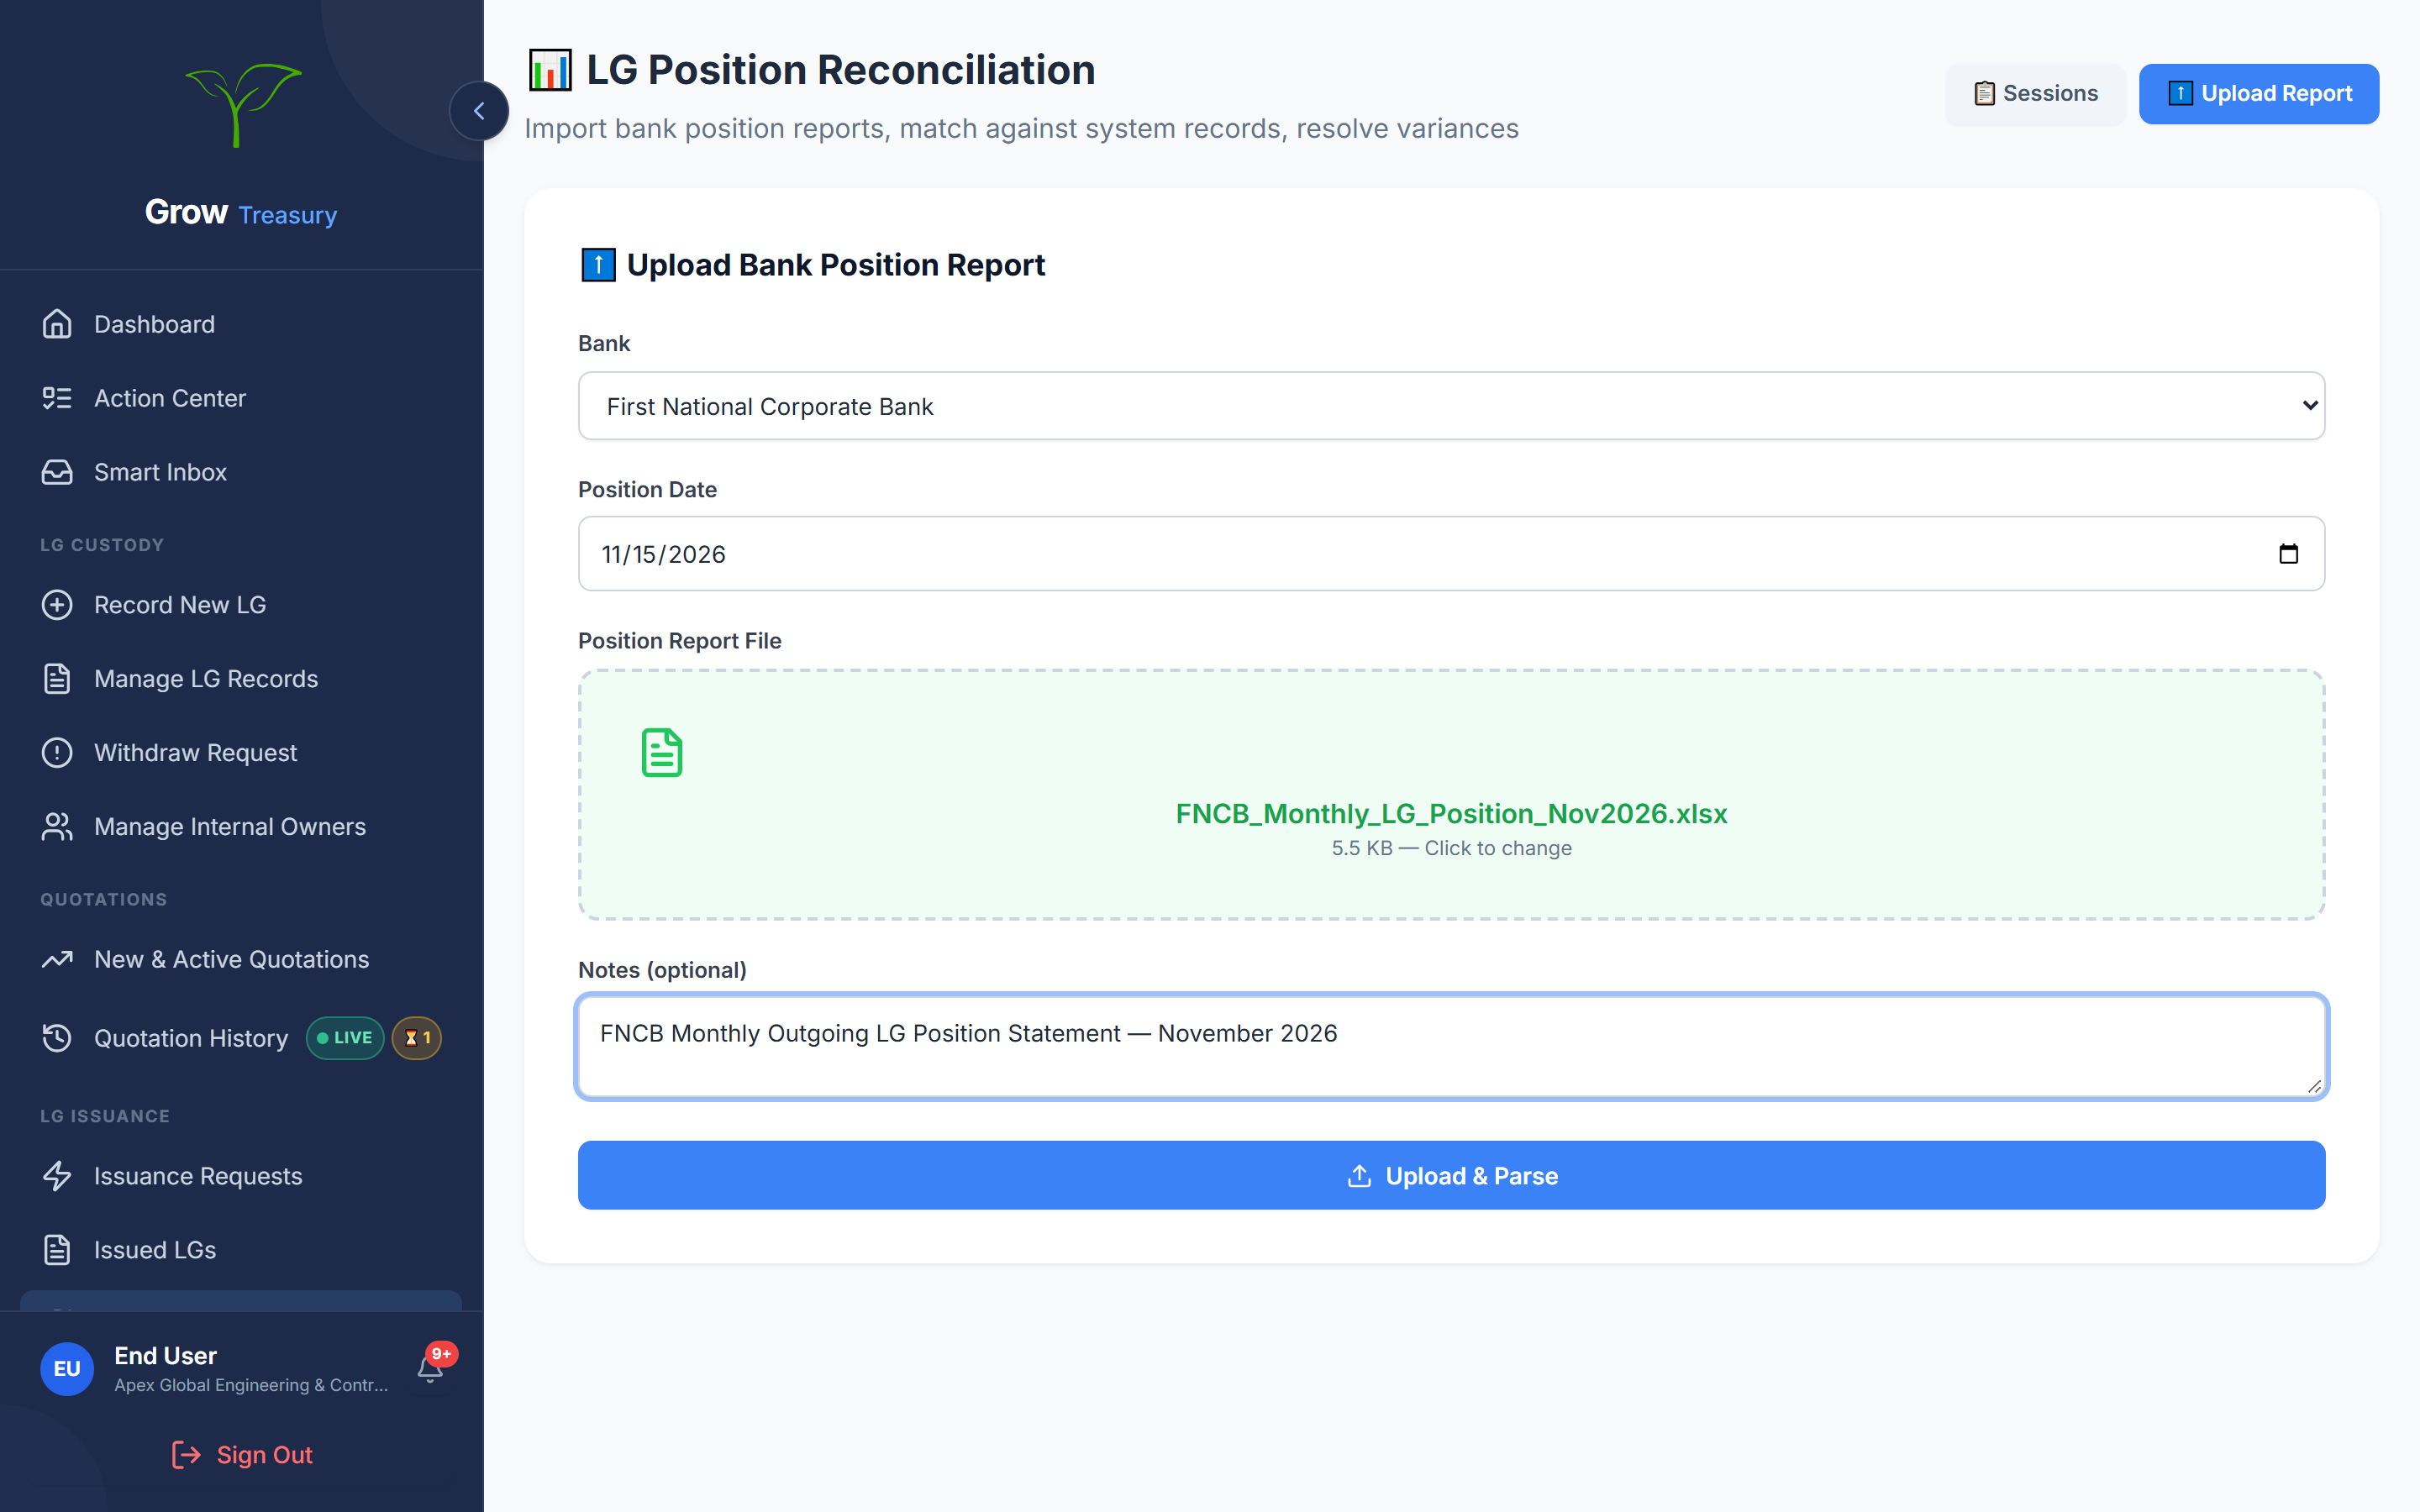 Grow Treasury
Dashboard
Action Center
Smart Inbox
LG CUSTODY
Record New LG
Manage LG Records
Withdraw Request
Manage Internal Owners
QUOTATIONS
New & Active Quotations
Quotation History LIVE 1
LG ISSUANCE
Issuance Requests
Issued LGs
EU
End User
Apex Global Engineering & Contr...
9+
Sign Out
LG Position Reconciliation
Import bank position reports, match against system records, resolve variances
Sessions
Upload Report
Upload Bank Position Report
Bank
First National Corporate Bank
Position Date
11/15/2026
Position Report File
FNCB_Monthly_LG_Position_Nov2026.xlsx
5.5 KB — Click to change
Notes (optional)
FNCB Monthly Outgoing LG Position Statement — November 2026
Upload & Parse